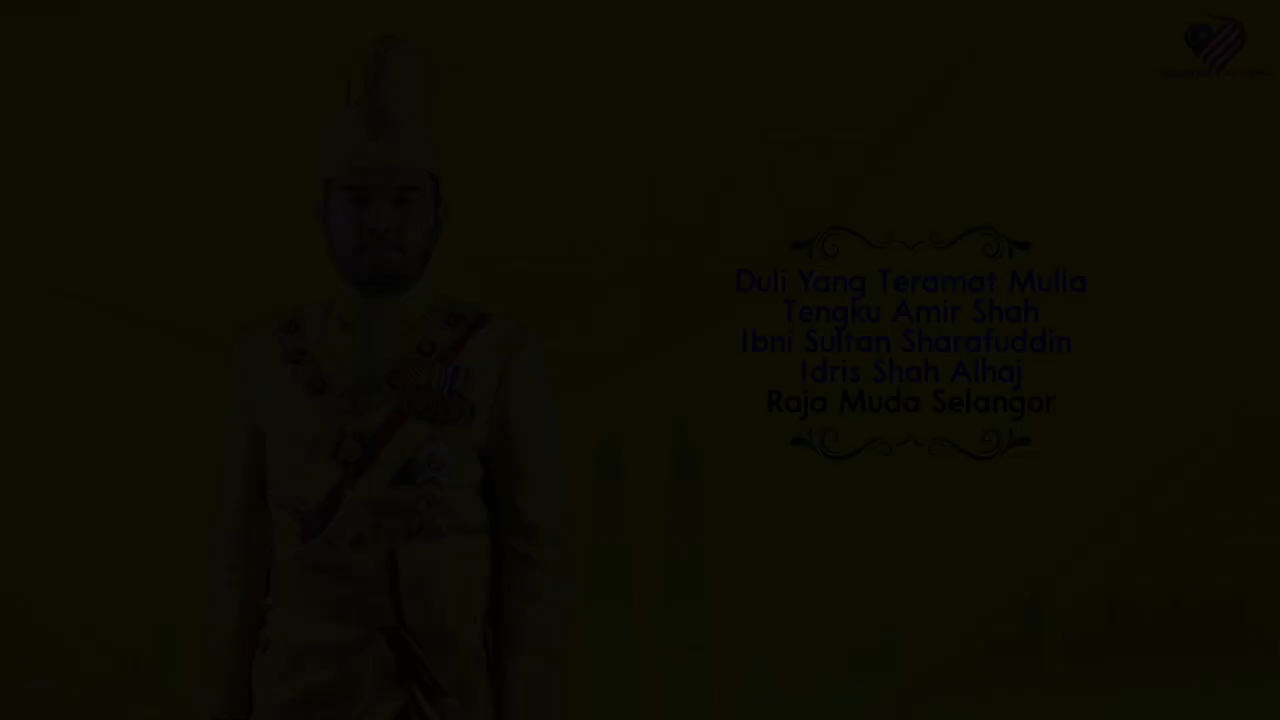 Duli Yang Teramat Mulia
Tengku Amir Shah
Ibni Sultan Sharafuddin
Idris Shah Alhaj
Raja Muda Selangor